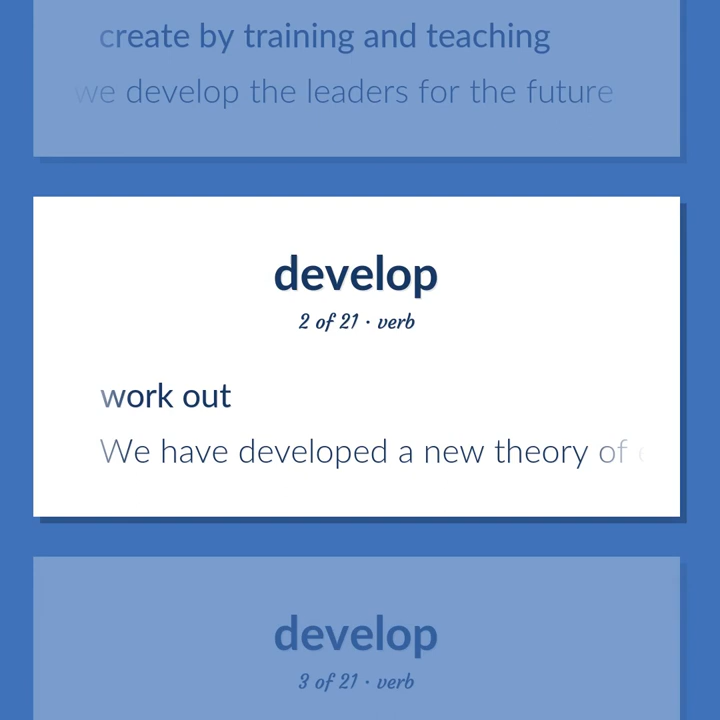 create by training and teaching
we develop the leaders for the future
develop
2 of 21 · verb
work out
We have developed a new theory of
develop
3 of 21 · verb